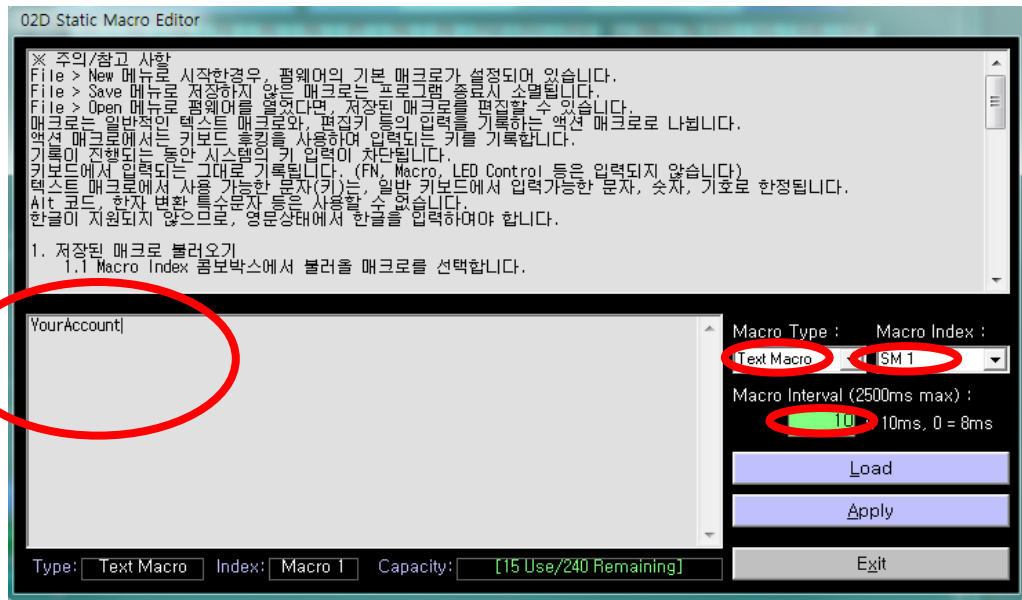 02D Static Macro Editor
※ 주의/참고 사항
File > New 메뉴로 시작한경우, 펌웨어의 기본 매크로가 설정되어 있습니다.
File > Save 메뉴로 저장하지 않은 매크로는 프로그램 종료시 소멸됩니다.
File > Open 메뉴로 펌웨어를 열었다면, 저장된 매크로를 편집할 수 있습니다.
매크로는 일반적인 텍스트 매크로와, 편집키 등의 입력을 기록하는 액션 매크로로 나뉩니다.
액션 매크로에서는 키보드 후킹을 사용하여 입력되는 키를 기록합니다.
기록이 진행되는 동안 시스템의 키 입력이 차단됩니다.
키보드에서 입력되는 그대로 기록됩니다. (FN, Macro, LED Control 등은 입력되지 않습니다)
텍스트 매크로에서 사용 가능한 문자(키)는, 일반 키보드에서 입력가능한 문자, 숫자, 기호로 한정됩니다.
Alt 코드, 한자 변환 특수문자 등은 사용할 수 없습니다.
한글이 지원되지 않으므로, 영문상태에서 한글을 입력하여야 합니다.
1. 저장된 매크로 불러오기
1.1 Macro Index 콤보박스에서 불러올 매크로를 선택합니다.
YourAccount
Macro Type : Macro Index :
Text Macro SM 1
Macro Interval (2500ms max) :
10 10ms, 0 = 8ms
Load
Apply
Exit
Type: Text Macro Index: Macro 1 Capacity: [15 Use/240 Remaining]